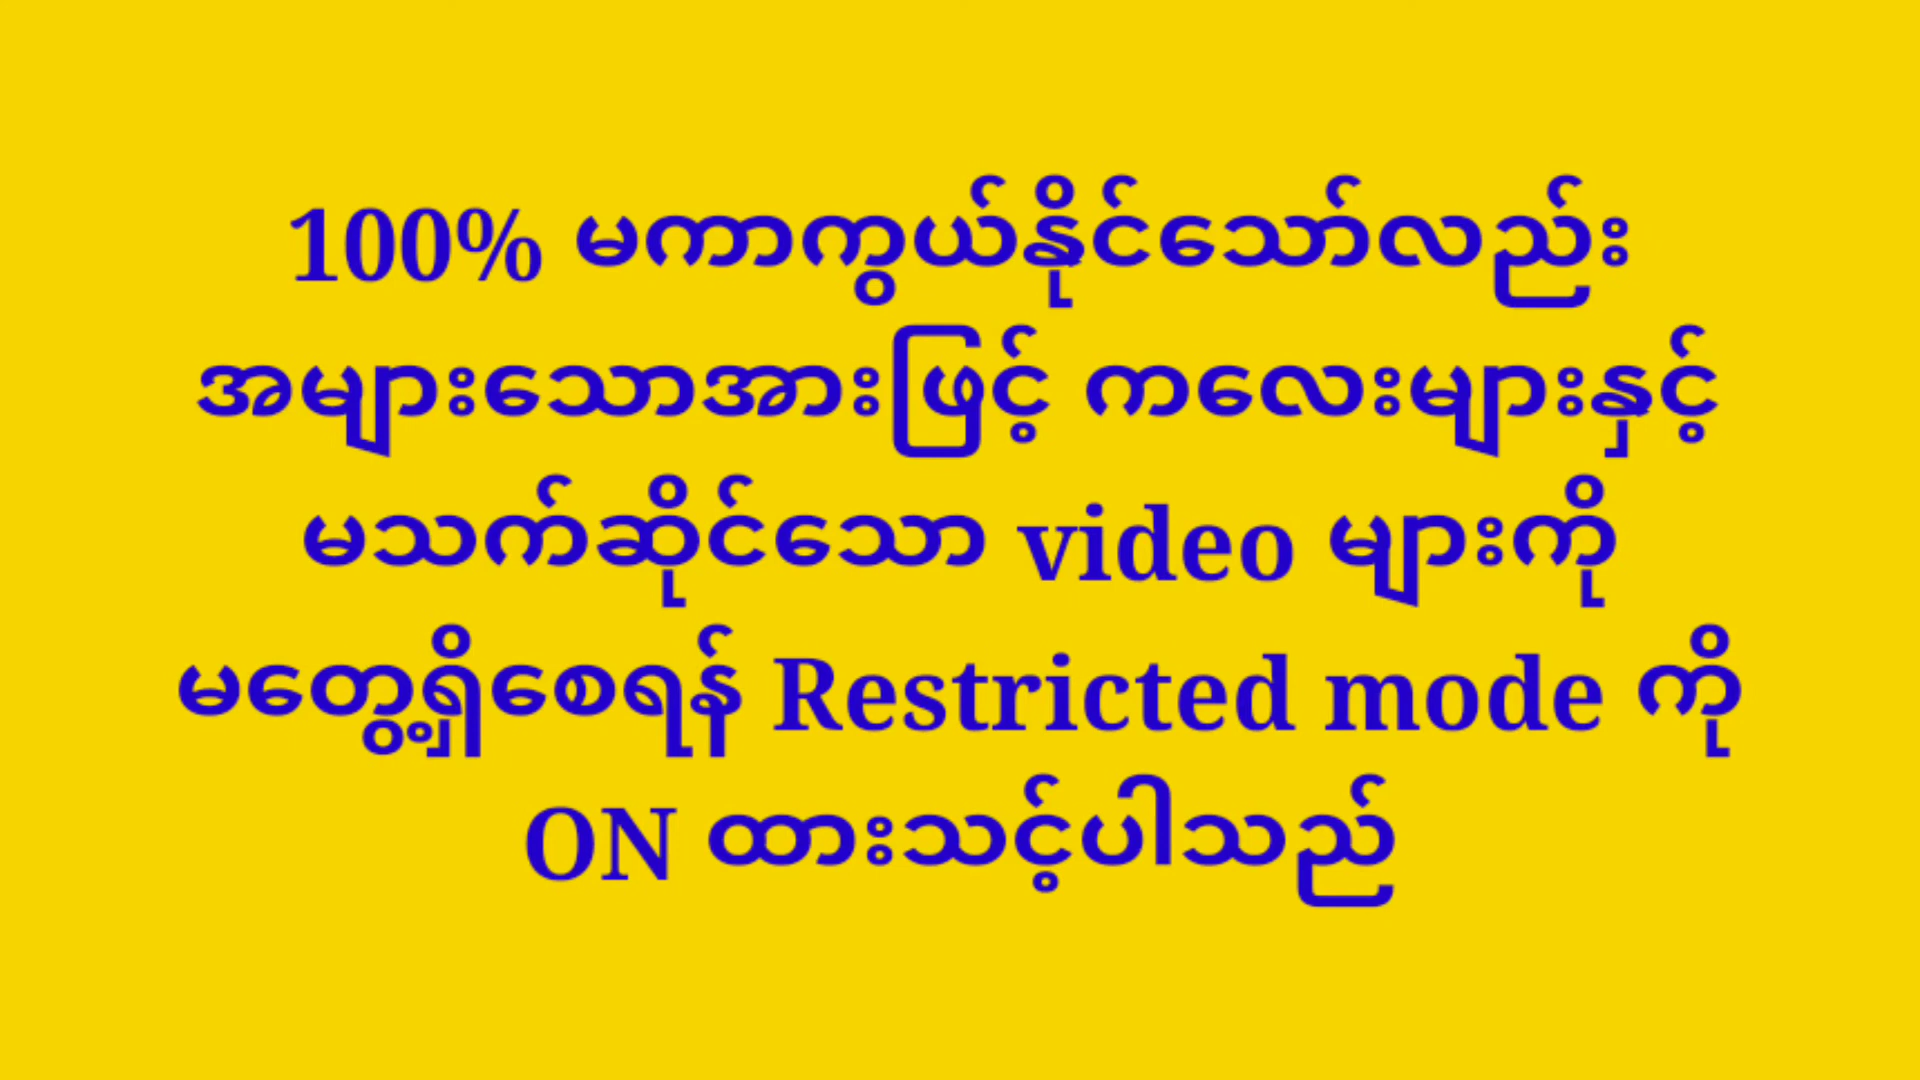 100% မကာကွယ်နိုင်သော်လည်း
အများသောအားဖြင့် ကလေးများနှင့်
မသက်ဆိုင်သော video များကို
မတွေ့ရှိစေရန် Restricted mode ကို
ON ထားသင့်ပါသည်